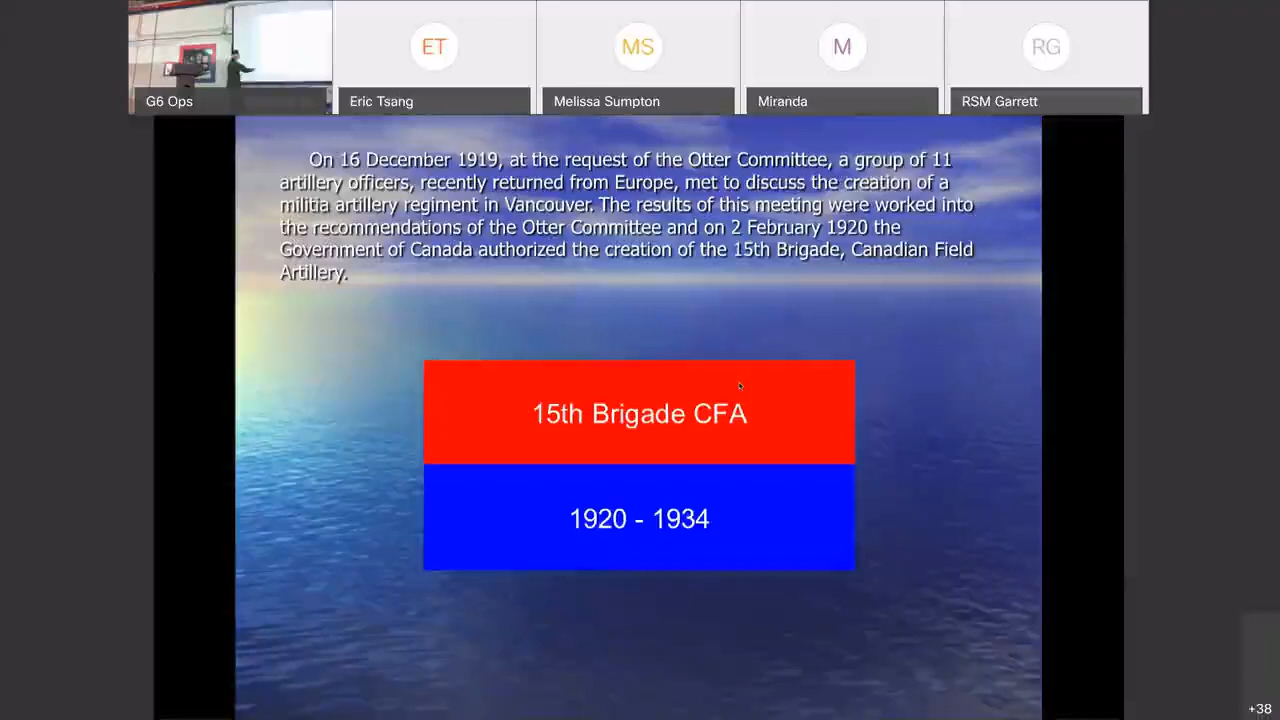 ET
MS
M
RG
G6 Ops
Eric Tsang
Melissa Sumpton
Miranda
RSM Garrett
On 16 December 1919, at the request of the Otter Committee, a group of 11
artillery officers, recently returned from Europe, met to discuss the creation of a
militia artillery regiment in Vancouver. The results of this meeting were worked into
the recommendations of the Otter Committee and on 2 February 1920 the
Government of Canada authorized the creation of the 15th Brigade, Canadian Field
Artillery.
15th Brigade CFA
1920 - 1934
+38